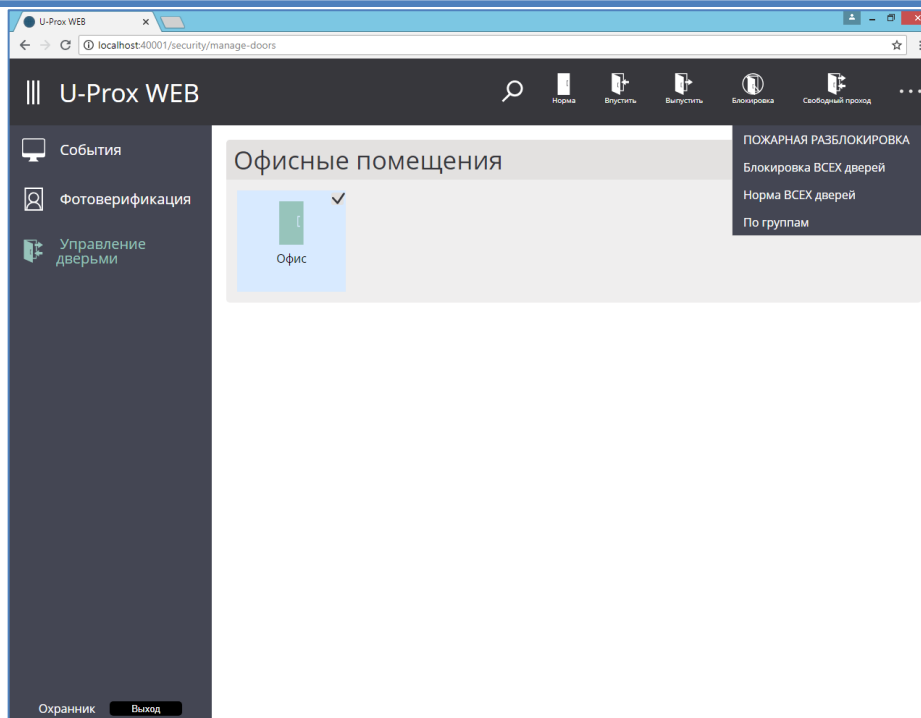 U-Prox WEB
localhost:40001/security/manage-doors
U-Prox WEB
Норма
Впустить
Выпустить
Блокировка
Свободный проход
ПОЖАРНАЯ РАЗБЛОКИРОВКА
Блокировка ВСЕХ дверей
Норма ВСЕХ дверей
По группам
События
Фотоверификация
Управление
дверьми
Офисные помещения
Офис
Охранник
Выход